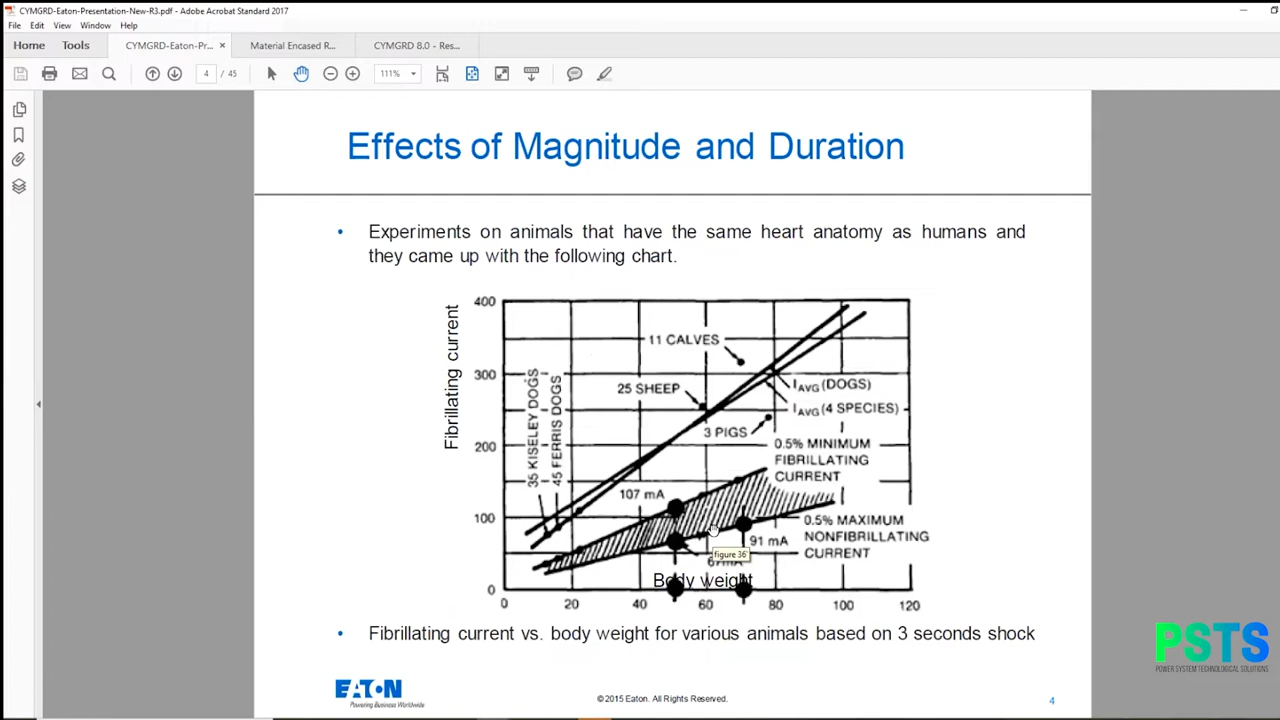 CYMGRD-Eaton-Presentation-New-R3.pdf - Adobe Acrobat Standard 2017
File Edit View Window Help
Home Tools CYMGRD-Eaton-Pr... × Material Encased R... CYMGRD 8.0 - Res...
4 / 45 111%
Effects of Magnitude and Duration
• Experiments on animals that have the same heart anatomy as humans and
they came up with the following chart.
Fibrillating current
400
300
200
100
0
35 KISELEY DOGS
45 FERRIS DOGS
11 CALVES
25 SHEEP
3 PIGS
I AVG (DOGS)
I AVG (4 SPECIES)
0.5% MINIMUM
FIBRILLATING
CURRENT
107 mA
0.5% MAXIMUM
NONFIBRILLATING
CURRENT
91 mA
figure 36
67mA
Body weight
0 20 40 60 80 100 120
• Fibrillating current vs. body weight for various animals based on 3 seconds shock
EATON
Powering Business Worldwide
©2015 Eaton. All Rights Reserved.
4
PSTS
POWER SYSTEM TECHNOLOGICAL SOLUTIONS